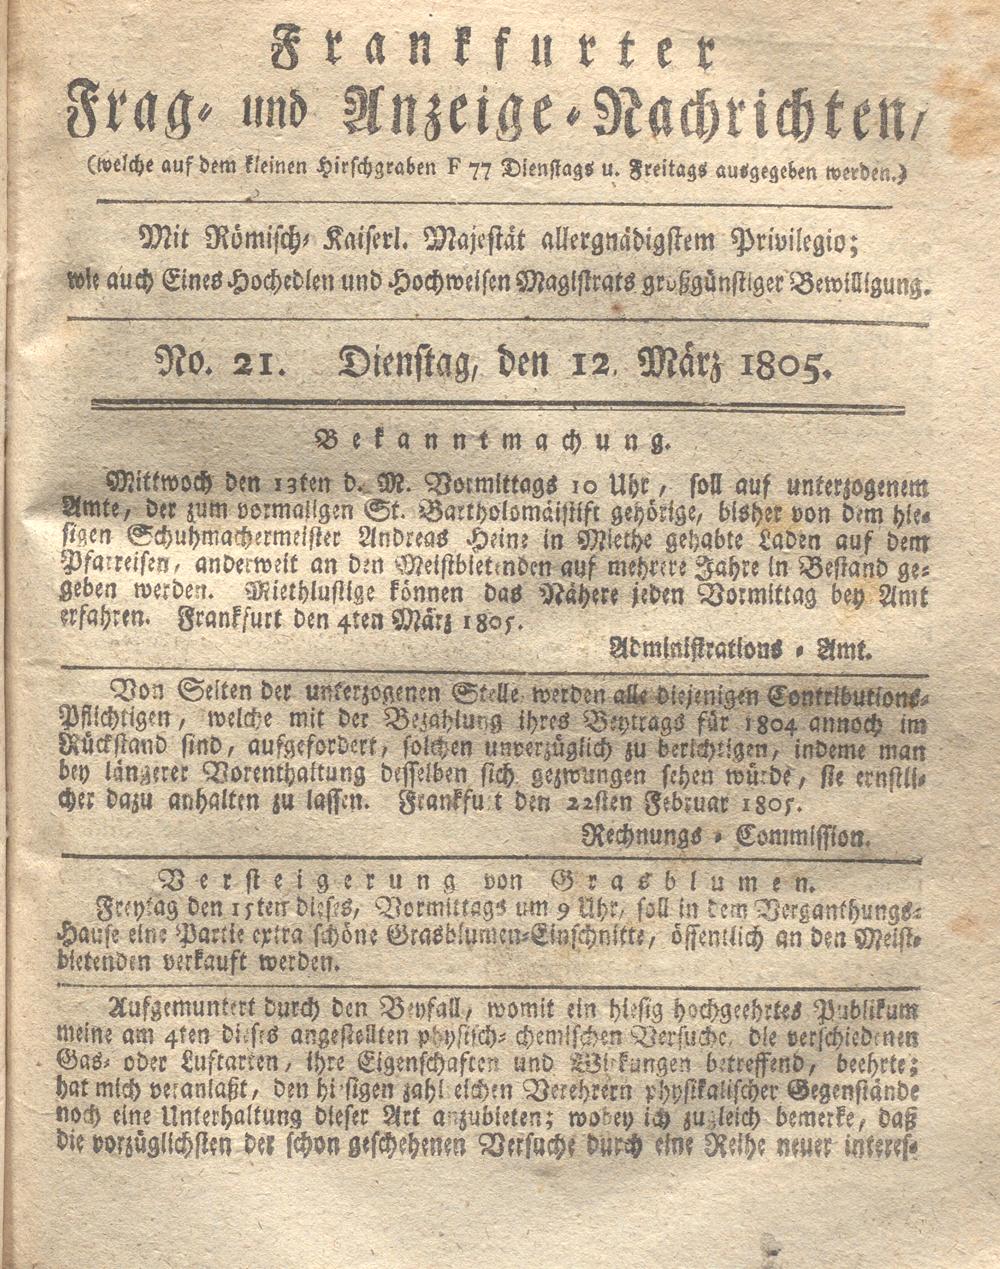 Frankfurter
Frag- und Anzeige-Nachrichten,
(welche auf dem kleinen Hirschgraben F 77 Dienstags u. Freitags ausgegeben werden.)
Mit Römisch- Kaiserl. Majestät allergnädigstem Privilegio;
wie auch Eines Hochedlen und Hochweisen Magistrats großgünstiger Bewilligung.
No. 21. Dienstag, den 12. März 1805.
Bekanntmachung.
Mittwoch den 13ten d. M. Vormittags 10 Uhr, soll auf unterzogenem
Amte, der zum vormaligen St. Bartholomäistift gehörige, bisher von dem hie-
sigen Schuhmachermeister Andreas Heine in Miethe gehabte Laden auf dem
Pfarreisen, anderweit an den Meistbietenden auf mehrere Jahre in Bestand ge-
geben werden. Miethlustige können das Nähere jeden Vormittag bey Amt
erfahren. Frankfurt den 4ten März 1805.
Administrations - Amt.
Von Seiten der unterzogenen Stelle werden alle diejenigen Contributions-
Pflichtigen, welche mit der Bezahlung ihres Beytrags für 1804 annoch im
Rückstand sind, aufgefordert, solchen unverzüglich zu berichtigen, indeme man
bey längerer Vorenthaltung desselben sich gezwungen sehen würde, sie ernstli-
cher dazu anhalten zu lassen. Frankfurt den 22sten Februar 1805.
Rechnungs - Commission.
Versteigerung von Grasblumen.
Freytag den 15ten dieses, Vormittags um 9 Uhr, soll in dem Verganthungs-
Hause eine Partie extra schöne Grasblumen-Einschnitte, öffentlich an den Meist-
bietenden verkauft werden.
Aufgemuntert durch den Beyfall, womit ein hiesig hochgeehrtes Publikum
meine am 4ten dieses angestellten physisch- chemischen Versuche, die verschiedenen
Gas- oder Luftarten, ihre Eigenschaften und Wirkungen betreffend, beehrte;
hat mich veranlaßt, den hiesigen zahlreichen Verehrern physikalischer Gegenstände
noch eine Unterhaltung dieser Art anzubieten; wobey ich zugleich bemerke, daß
die vorzüglichsten der schon geschehenen Versuche durch eine Reihe neuer interes-